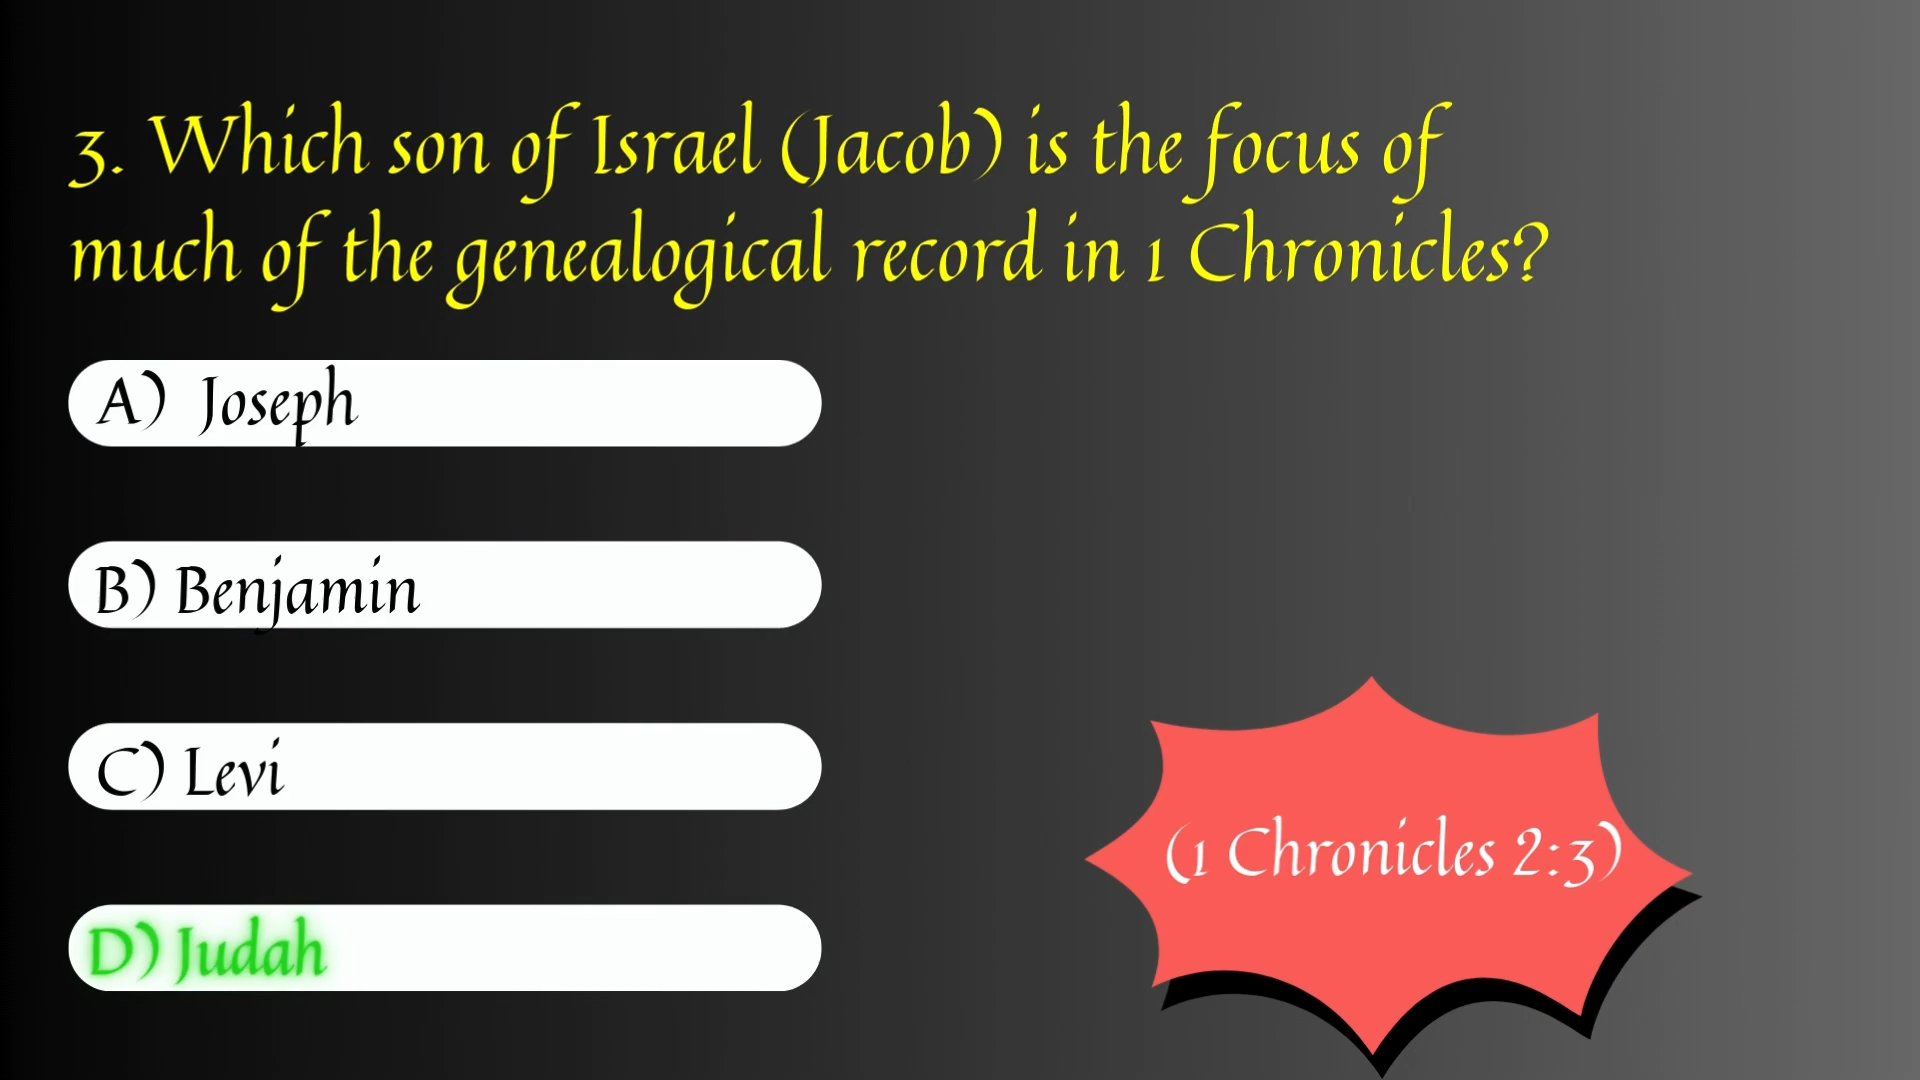 3. Which son of Israel (Jacob) is the focus of
much of the genealogical record in 1 Chronicles?
A) Joseph
B) Benjamin
C) Levi
D) Judah
(1 Chronicles 2:3)